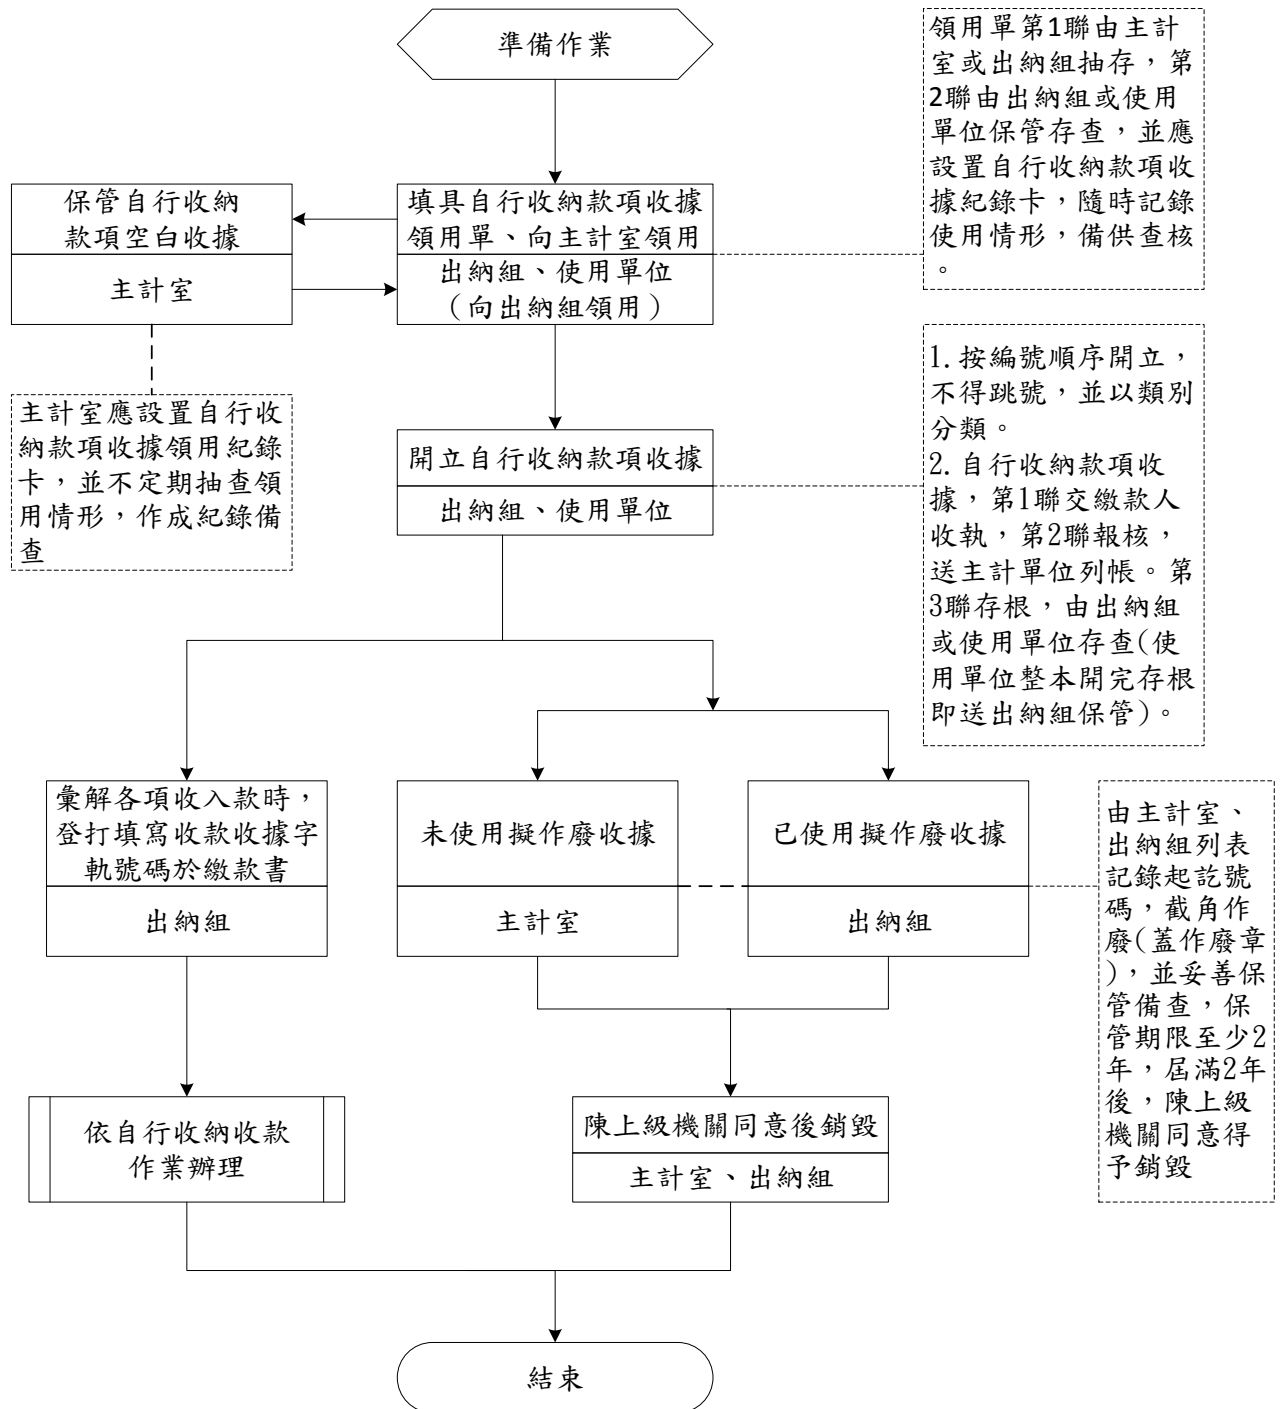 準備作業
領用單第1聯由主計
室或出納組抽存，第
2聯由出納組或使用
單位保管存查，並應
設置自行收納款項收
據紀錄卡，隨時記錄
使用情形，備供查核
。
保管自行收納
款項空白收據
主計室
填具自行收納款項收據
領用單、向主計室領用
出納組、使用單位
（向出納組領用）
主計室應設置自行收
納款項收據領用紀錄
卡，並不定期抽查領
用情形，作成紀錄備
查
開立自行收納款項收據
出納組、使用單位
1.按編號順序開立，
不得跳號，並以類別
分類。
2.自行收納款項收
據，第1聯交繳款人
收執，第2聯報核，
送主計單位列帳。第
3聯存根，由出納組
或使用單位存查(使
用單位整本開完存根
即送出納組保管)。
彙解各項收入款時，
登打填寫收款收據字
軌號碼於繳款書
出納組
未使用擬作廢收據
主計室
已使用擬作廢收據
出納組
由主計室、
出納組列表
記錄起訖號
碼，截角作
廢(蓋作廢章
)，並妥善保
管備查，保
管期限至少2
年，屆滿2年
後，陳上級
機關同意得
予銷毀
依自行收納收款
作業辦理
陳上級機關同意後銷毀
主計室、出納組
結束